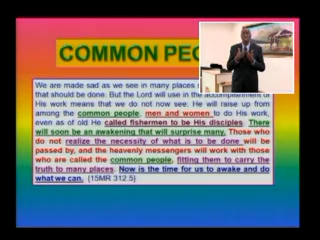 COMMON PEO
We are made sad as we see in many places
that should be done. But the Lord will use in the accomplishment of
His work means that we do not now see. He will raise up from
among the common people, men and women to do His work,
even as of old He called fishermen to be His disciples. There
will soon be an awakening that will surprise many. Those who
do not realize the necessity of what is to be done will be
passed by, and the heavenly messengers will work with those
who are called the common people, fitting them to carry the
truth to many places. Now is the time for us to awake and do
what we can. {15MR 312.5}